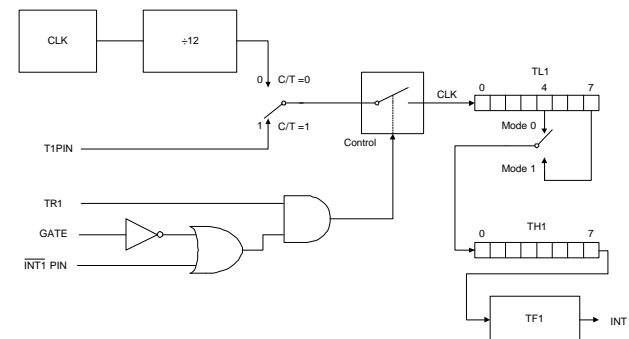 CLK
÷12
TL1
0 C/T =0
CLK
0 4 7
1 C/T =1
Mode 0
T1PIN
Control
Mode 1
TR1
GATE
TH1
0 7
INT1 PIN
TF1
INT